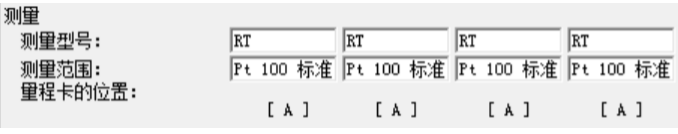 测量
测量型号: RT RT RT RT
测量范围: Pt 100 标准 Pt 100 标准 Pt 100 标准 Pt 100 标准
量程卡的位置: [ A ] [ A ] [ A ] [ A ]